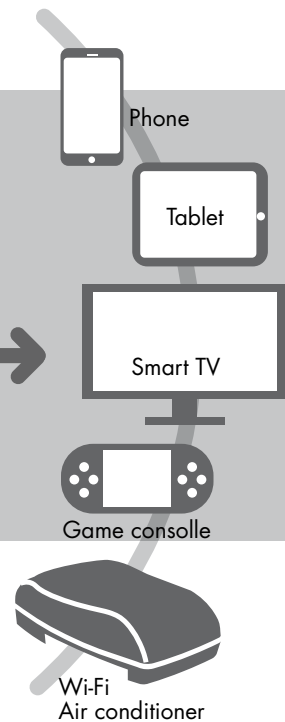 Phone
Tablet
Smart TV
Game consolle
Wi-Fi
Air conditioner